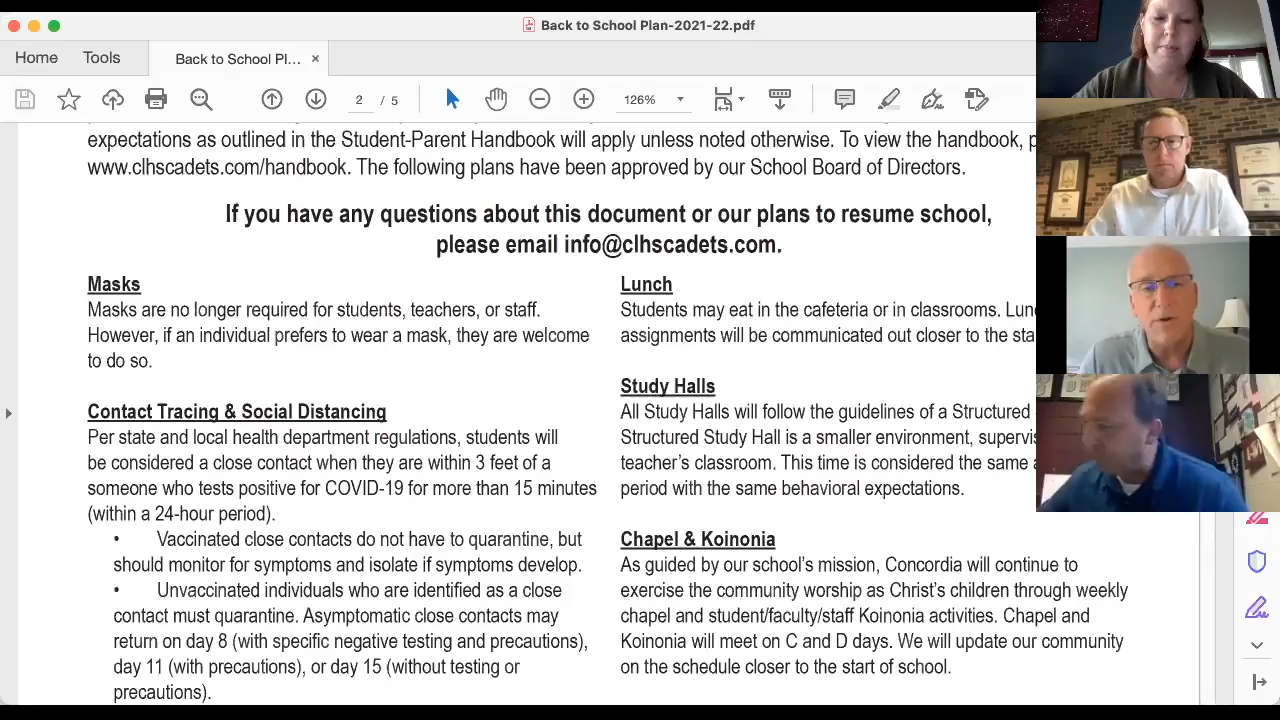 Back to School Plan-2021-22.pdf
Home Tools Back to School Pl... ×
2 / 5 126%
expectations as outlined in the Student-Parent Handbook will apply unless noted otherwise. To view the handbook,
www.clhscadets.com/handbook. The following plans have been approved by our School Board of Directors.
If you have any questions about this document or our plans to resume school,
please email info@clhscadets.com.
Masks
Masks are no longer required for students, teachers, or staff.
However, if an individual prefers to wear a mask, they are welcome
to do so.
Contact Tracing & Social Distancing
Per state and local health department regulations, students will
be considered a close contact when they are within 3 feet of a
someone who tests positive for COVID-19 for more than 15 minutes
(within a 24-hour period).
• Vaccinated close contacts do not have to quarantine, but
should monitor for symptoms and isolate if symptoms develop.
• Unvaccinated individuals who are identified as a close
contact must quarantine. Asymptomatic close contacts may
return on day 8 (with specific negative testing and precautions),
day 11 (with precautions), or day 15 (without testing or
precautions).
Lunch
Students may eat in the cafeteria or in classrooms.
assignments will be communicated out closer to the
Study Halls
All Study Halls will follow the guidelines of a Structured
Structured Study Hall is a smaller environment,
teacher's classroom. This time is considered the same
period with the same behavioral expectations.
Chapel & Koinonia
As guided by our school's mission, Concordia will continue to
exercise the community worship as Christ's children through weekly
chapel and student/faculty/staff Koinonia activities. Chapel and
Koinonia will meet on C and D days. We will update our community
on the schedule closer to the start of school.